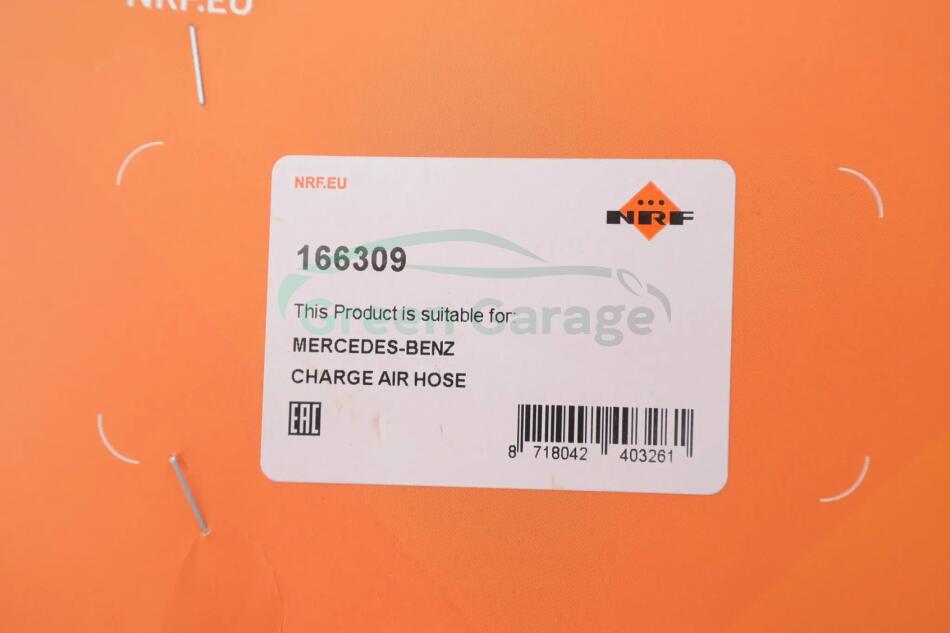 NRF.EU
NRF.EU
NRF
166309
This Product is suitable for:
MERCEDES-BENZ
CHARGE AIR HOSE
EAC
8 718042 403261
Green Garage